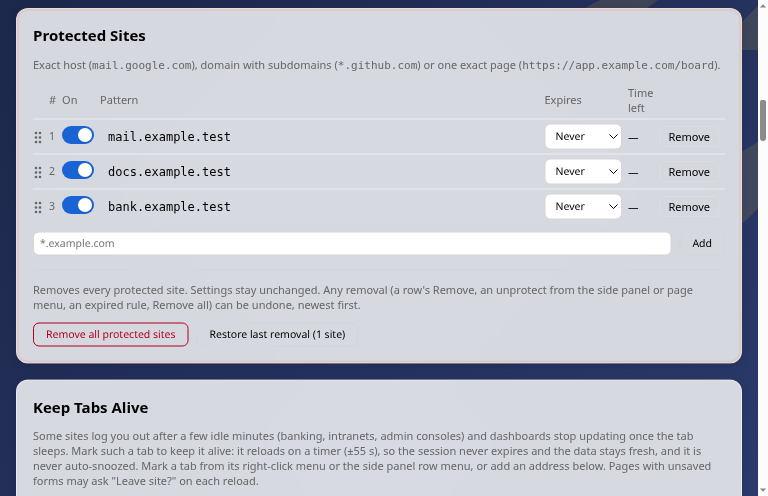 Protected Sites
Exact host (mail.google.com), domain with subdomains (*.github.com) or one exact page (https://app.example.com/board).
# On Pattern Expires Time left
1 mail.example.test Never — Remove
2 docs.example.test Never — Remove
3 bank.example.test Never — Remove
*.example.com Add
Removes every protected site. Settings stay unchanged. Any removal (a row's Remove, an unprotect from the side panel or page
menu, an expired rule, Remove all) can be undone, newest first.
Remove all protected sites Restore last removal (1 site)
Keep Tabs Alive
Some sites log you out after a few idle minutes (banking, intranets, admin consoles) and dashboards stop updating once the tab
sleeps. Mark such a tab to keep it alive: it reloads on a timer (±55 s), so the session never expires and the data stays fresh, and it is
never auto-snoozed. Mark a tab from its right-click menu or the side panel row menu, or add an address below. Pages with unsaved
forms may ask "Leave site?" on each reload.